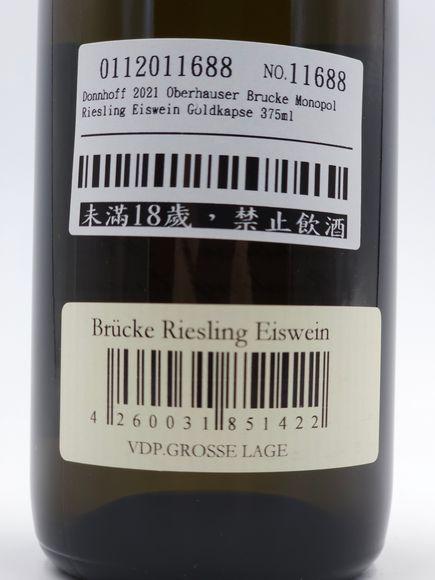 0112011688 NO.11688
Donnhoff 2021 Oberhauser Brucke Monopol
Riesling Eiswein Goldkapse 375ml
未滿18歲，禁止飲酒
Brücke Riesling Eiswein
4 260031 851422
VDP.GROSSE LAGE